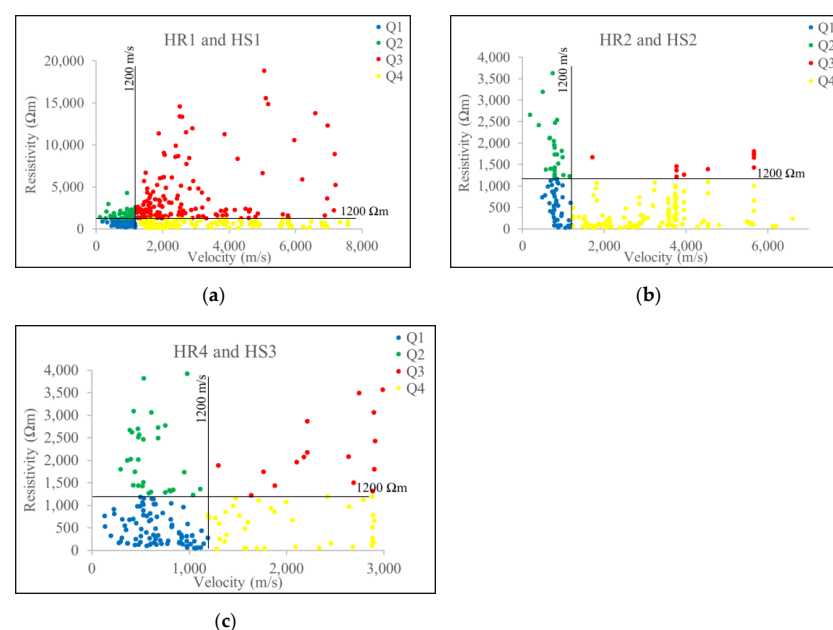 HR1 and HS1
Q1
Q2
Q3
Q4
1200 m/s
20,000
15,000
10,000
5,000
0
Resistivity (Ωm)
1200 Ωm
0
2,000
4,000
6,000
8,000
Velocity (m/s)
(a)
HR2 and HS2
Q1
Q2
Q3
Q4
1200 m/s
4,000
3,500
3,000
2,500
2,000
1,500
1,000
500
0
Resistivity (Ωm)
1200 Ωm
0
2,000
4,000
6,000
Velocity (m/s)
(b)
HR4 and HS3
Q1
Q2
Q3
Q4
1200 m/s
4,000
3,500
3,000
2,500
2,000
1,500
1,000
500
0
Resistivity (Ωm)
1200 Ωm
0
1,000
2,000
3,000
Velocity (m/s)
(c)